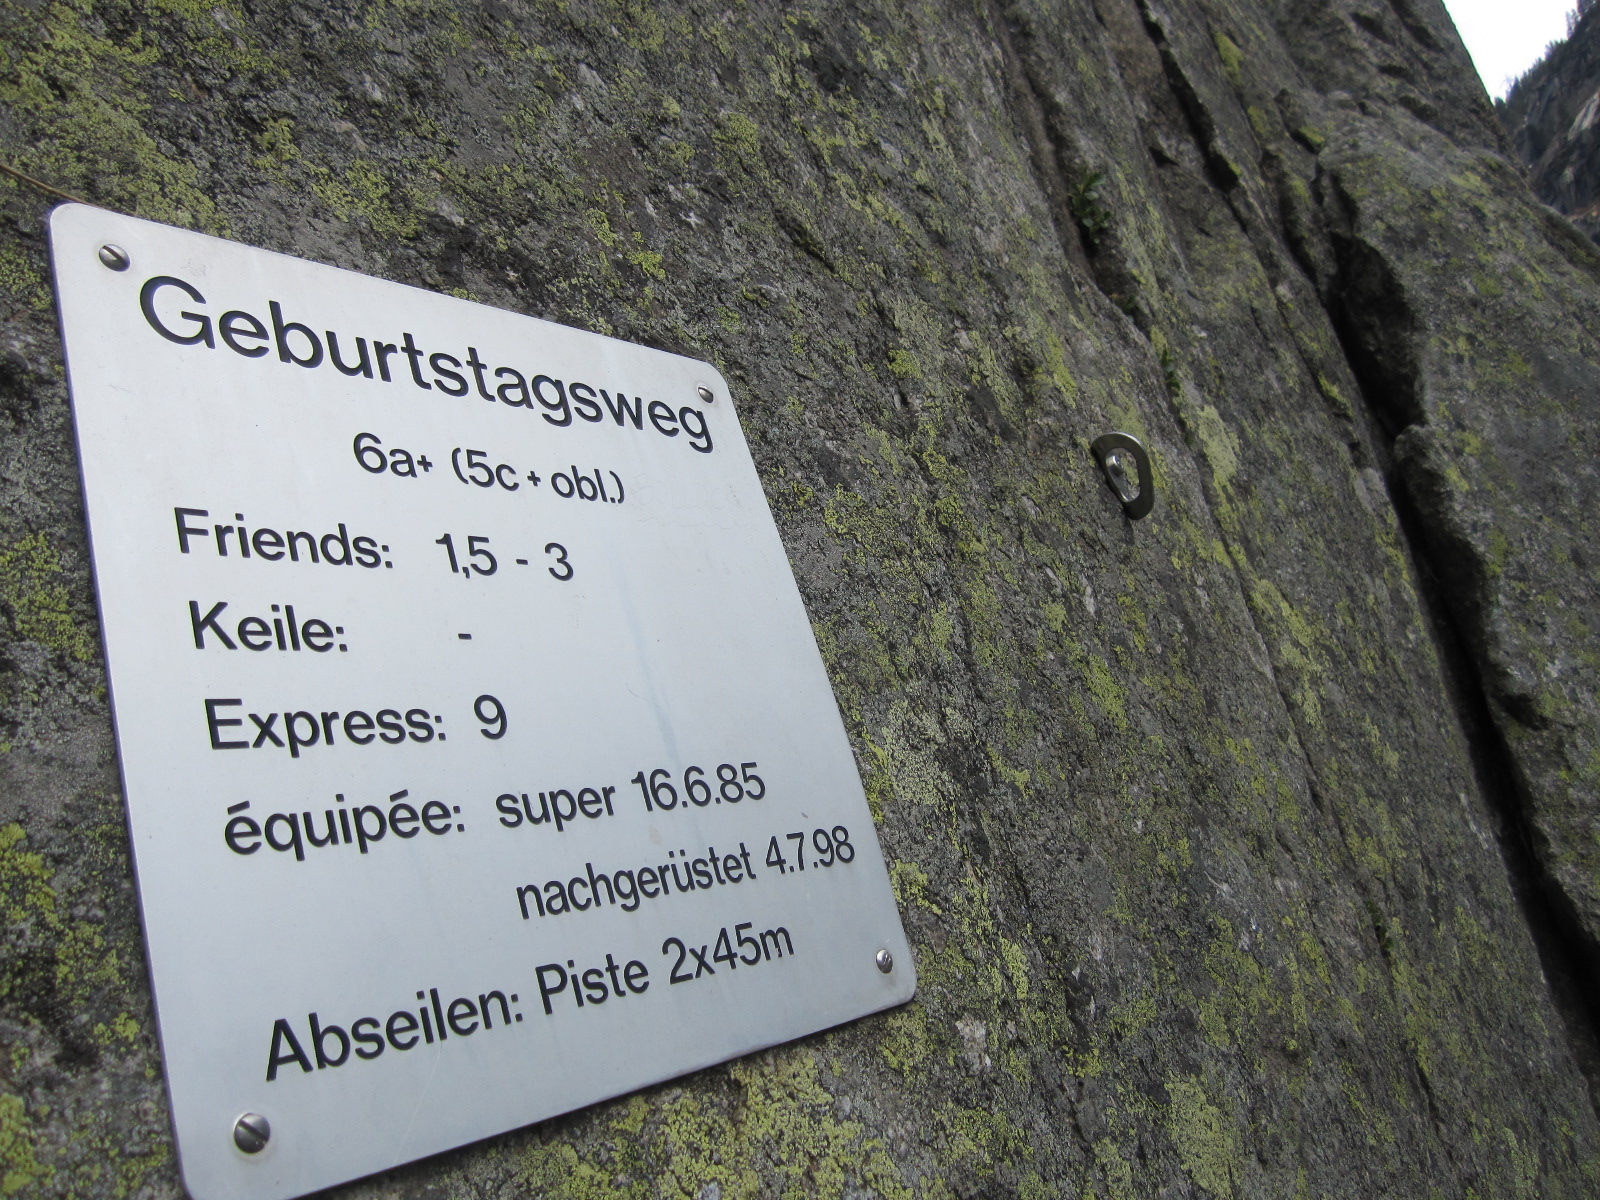 Geburtstagsweg
6a+ (5c + obl.)
Friends: 1,5 - 3
Keile: -
Express: 9
équipée: super 16.6.85
nachgerüstet 4.7.98
Abseilen: Piste 2x45m